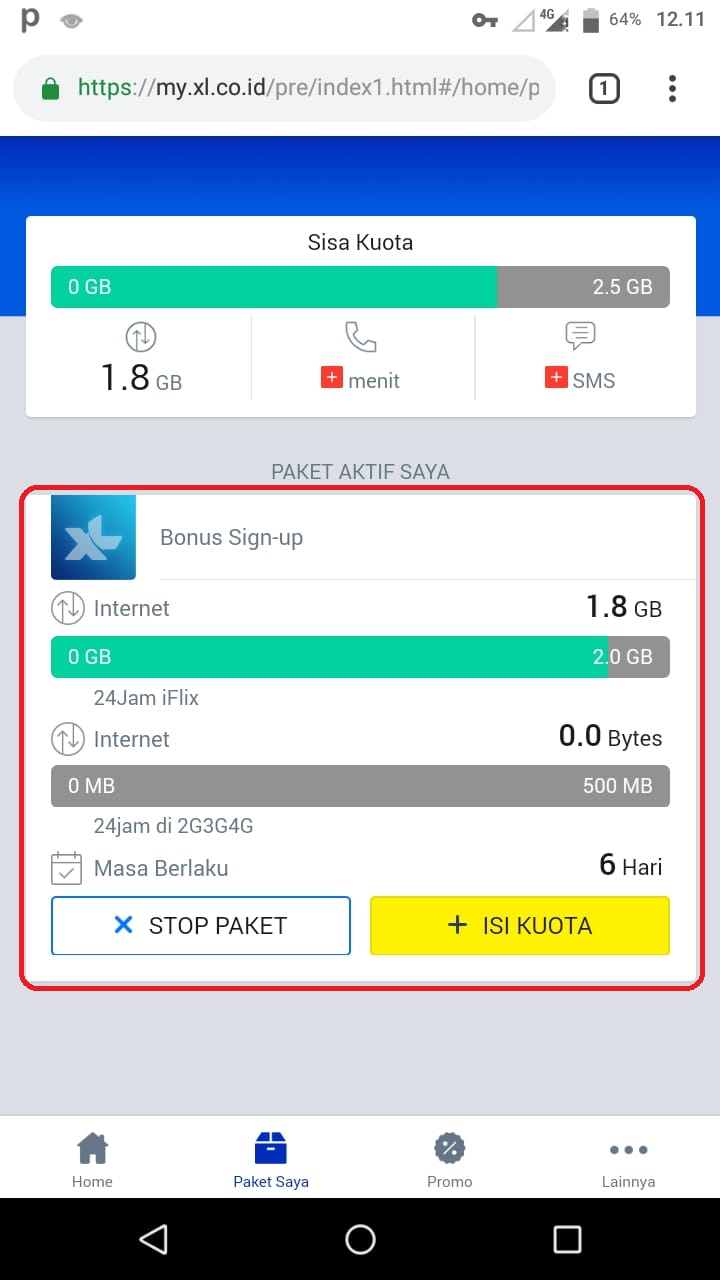 p 4G 64% 12.11
https://my.xl.co.id/pre/index1.html#/home/p
1
Sisa Kuota
0 GB 2.5 GB
1.8 GB + menit + SMS
PAKET AKTIF SAYA
XL Bonus Sign-up
Internet 1.8 GB
0 GB 2.0 GB
24Jam iFlix
Internet 0.0 Bytes
0 MB 500 MB
24jam di 2G3G4G
Masa Berlaku 6 Hari
× STOP PAKET + ISI KUOTA
Home Paket Saya Promo Lainnya